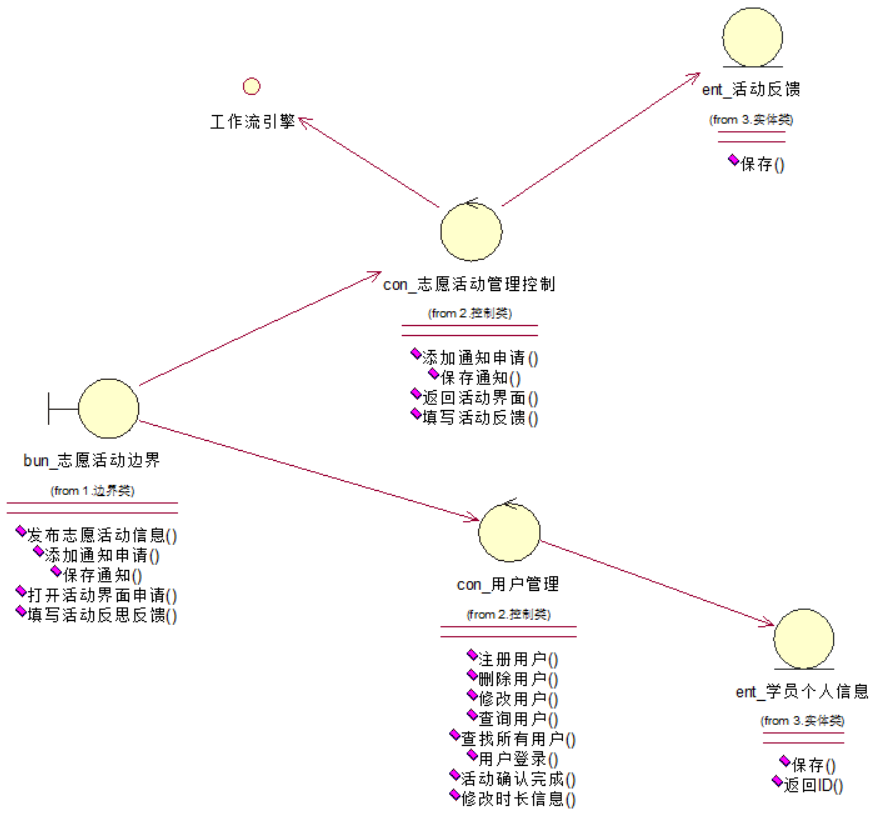 ent_活动反馈
(from 3.实体类)
保存()
工作流引擎
con_志愿活动管理控制
(from 2.控制类)
添加通知申请()
保存通知()
返回活动界面()
填写活动反馈()
bun_志愿活动边界
(from 1.边界类)
发布志愿活动信息()
添加通知申请()
保存通知()
打开活动界面申请()
填写活动反思反馈()
con_用户管理
(from 2.控制类)
注册用户()
删除用户()
修改用户()
查询用户()
查找所有用户()
用户登录()
活动确认完成()
修改时长信息()
ent_学员个人信息
(from 3.实体类)
保存()
返回ID()